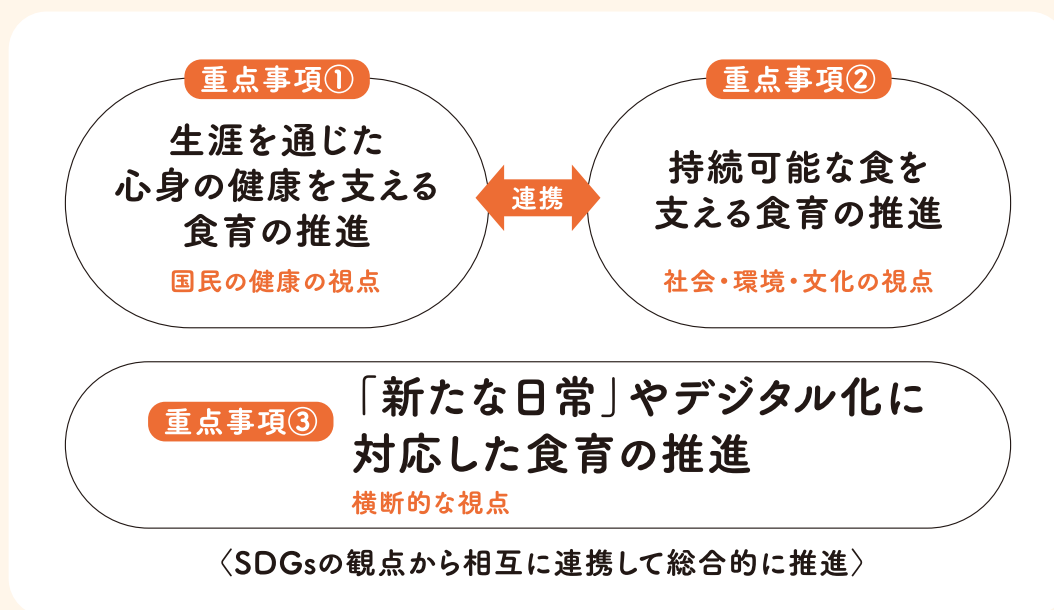 重点事項①
生涯を通じた
心身の健康を支える
食育の推進
国民の健康の視点
連携
重点事項②
持続可能な食を
支える食育の推進
社会・環境・文化の視点
重点事項③
「新たな日常」やデジタル化に
対応した食育の推進
横断的な視点
〈SDGsの観点から相互に連携して総合的に推進〉